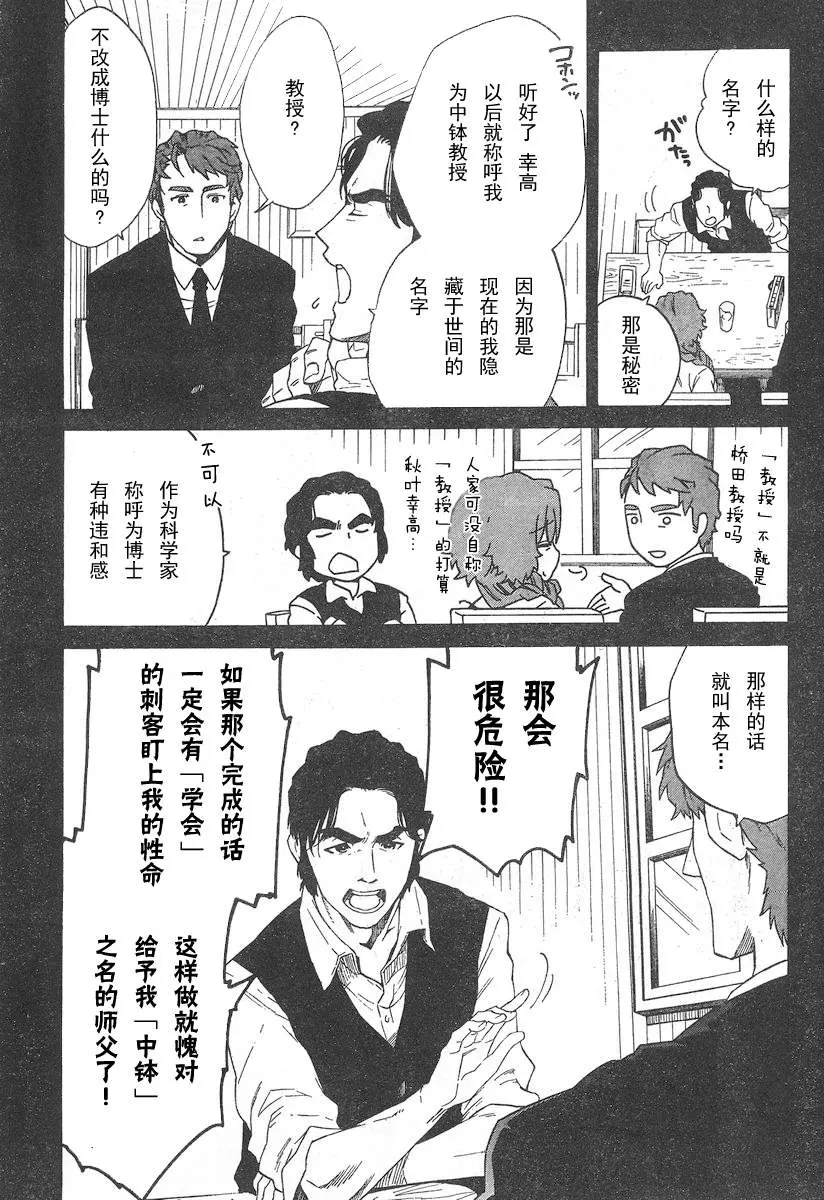 什么样的
名字?
がたっ
那是秘密
コホンッ
听好了 幸高
以后就称呼我
为中钵教授
因为那是
现在的我隐
藏于世间的
名字
教授?
不改成博士什么的吗?
「教授」不就是
桥田教授吗
人家可没自称
「教授」的打算
秋叶幸高…
不可以
作为科学家
称呼为博士
有种违和感
那样的话
就叫本名…
那会
很危险!!
如果那个完成的话
一定会有「学会」
的刺客盯上我的性命
这样做就愧对
给予我「中钵」
之名的师父了!